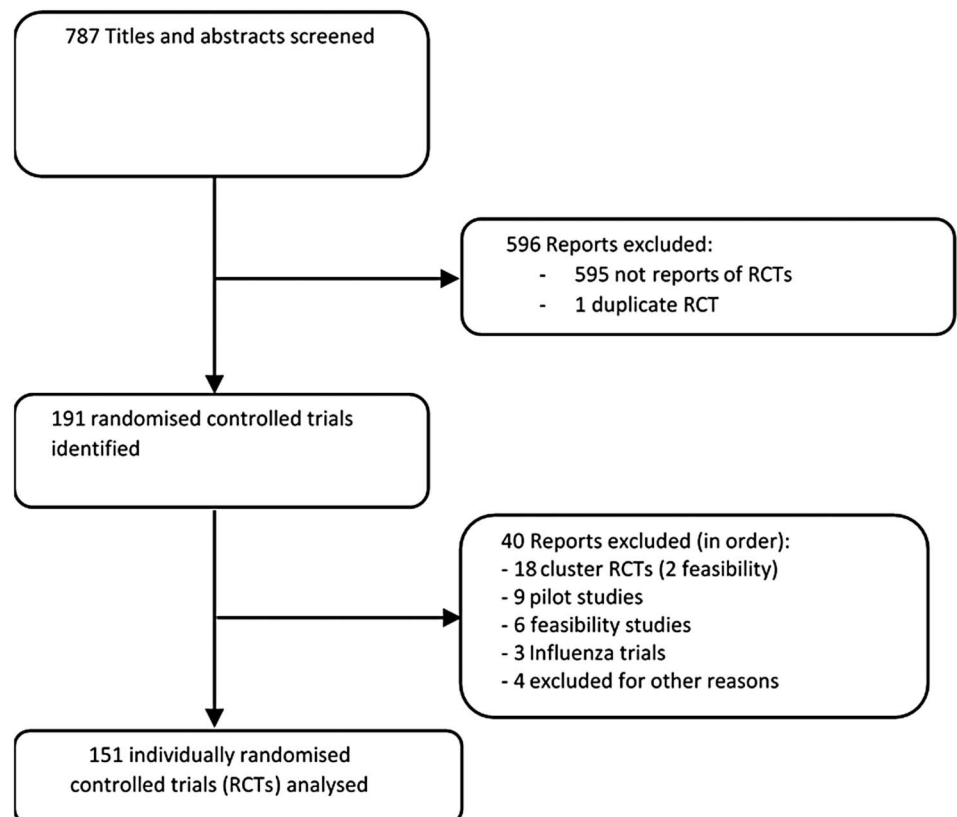 787 Titles and abstracts screened
596 Reports excluded:
- 595 not reports of RCTs
- 1 duplicate RCT
191 randomised controlled trials
identified
40 Reports excluded (in order):
- 18 cluster RCTs (2 feasibility)
- 9 pilot studies
- 6 feasibility studies
- 3 Influenza trials
- 4 excluded for other reasons
151 individually randomised
controlled trials (RCTs) analysed